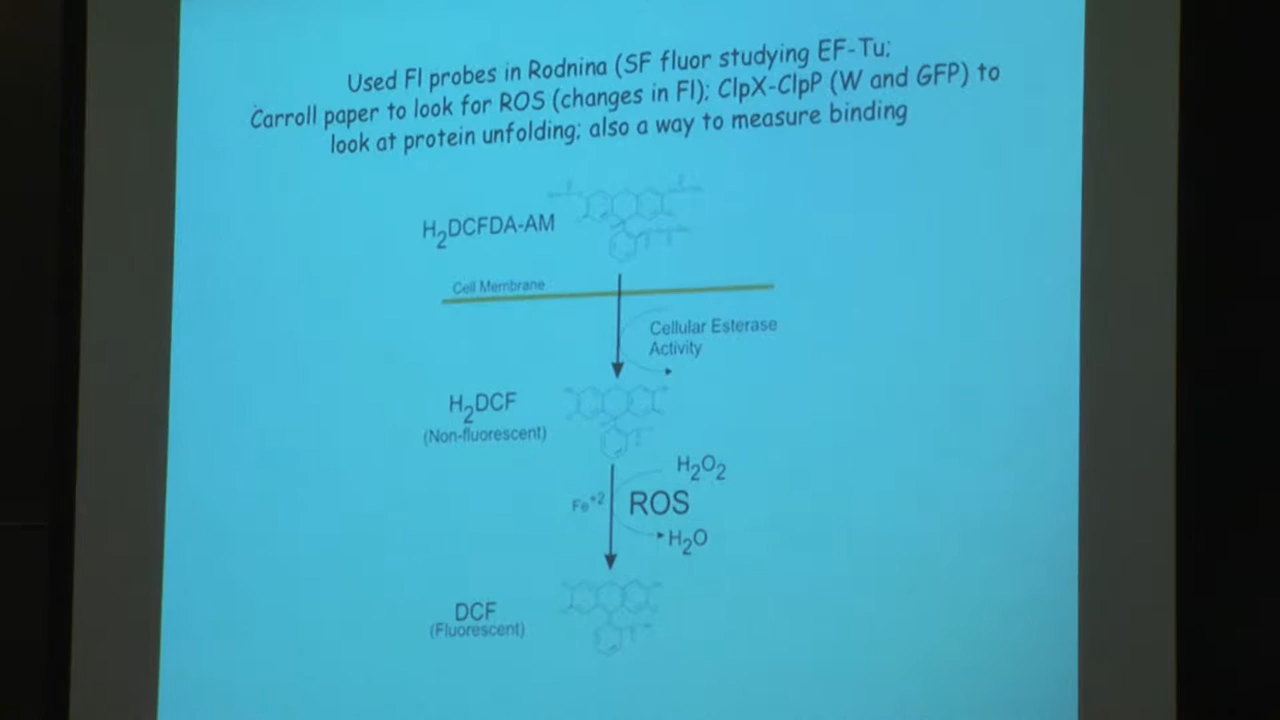 Used Fl probes in Rodnina (SF fluor studying EF-Tu;
Carroll paper to look for ROS (changes in Fl); ClpX-ClpP (W and GFP) to
look at protein unfolding; also a way to measure binding
H2DCFDA-AM
Cell Membrane
Cellular Esterase
Activity
H2DCF
(Non-fluorescent)
H2O2
Fe+2
ROS
H2O
DCF
(Fluorescent)